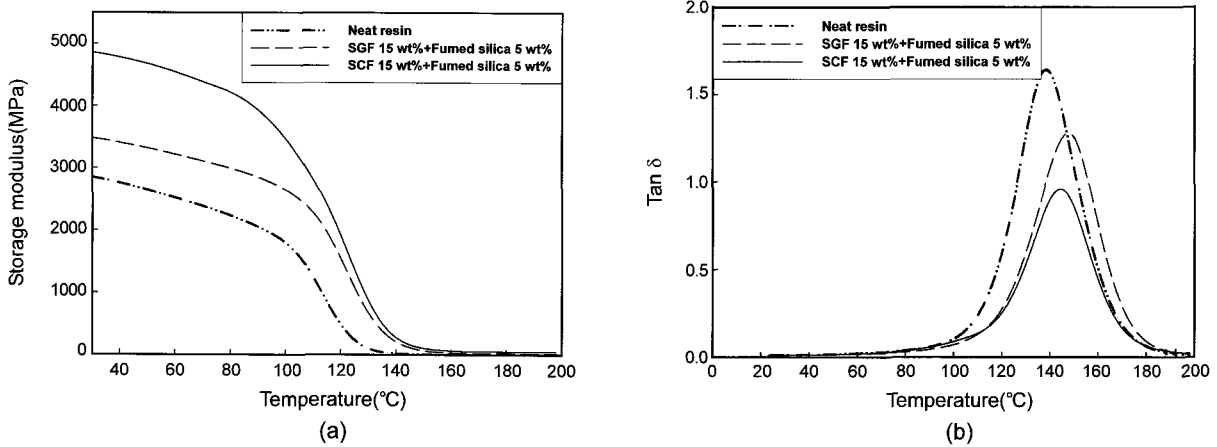 Neat resin
SGF 15 wt%+Fumed silica 5 wt%
SCF 15 wt%+Fumed silica 5 wt%
Storage modulus(MPa)
5000
4000
3000
2000
1000
0
40 60 80 100 120 140 160 180 200
Temperature(°C)
(a)
Neat resin
SGF 15 wt%+Fumed silica 5 wt%
SCF 15 wt%+Fumed silica 5 wt%
Tan δ
2.0
1.5
1.0
0.5
0.0
0 20 40 60 80 100 120 140 160 180 200
Temperature(°C)
(b)